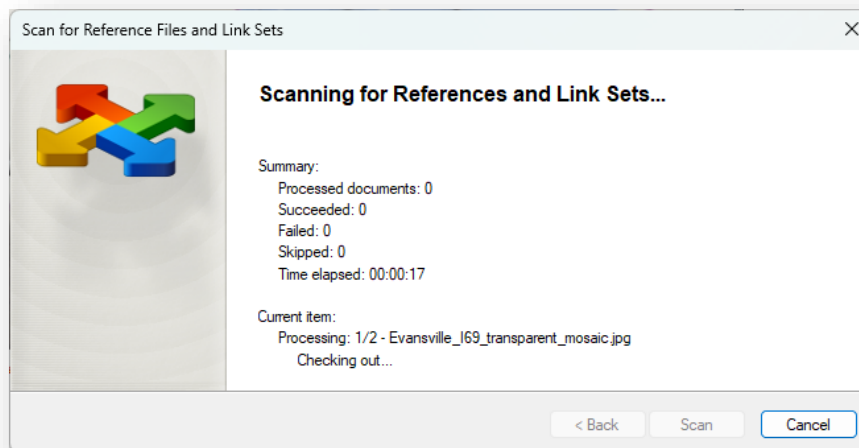 Scan for Reference Files and Link Sets
Scanning for References and Link Sets...
Summary:
Processed documents: 0
Succeeded: 0
Failed: 0
Skipped: 0
Time elapsed: 00:00:17
Current item:
Processing: 1/2 - Evansville_I69_transparent_mosaic.jpg
Checking out...
< Back
Scan
Cancel